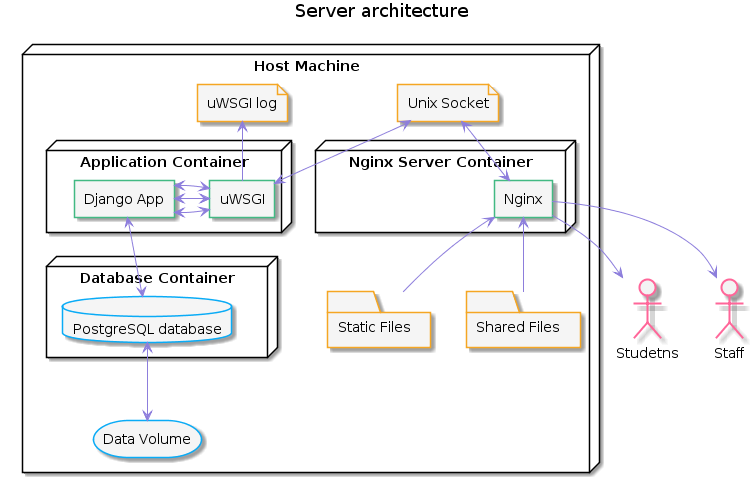 Server architecture
Host Machine
uWSGI log
Unix Socket
Application Container
Nginx Server Container
Django App
uWSGI
Nginx
Database Container
PostgreSQL database
Static Files
Shared Files
Studetns
Staff
Data Volume